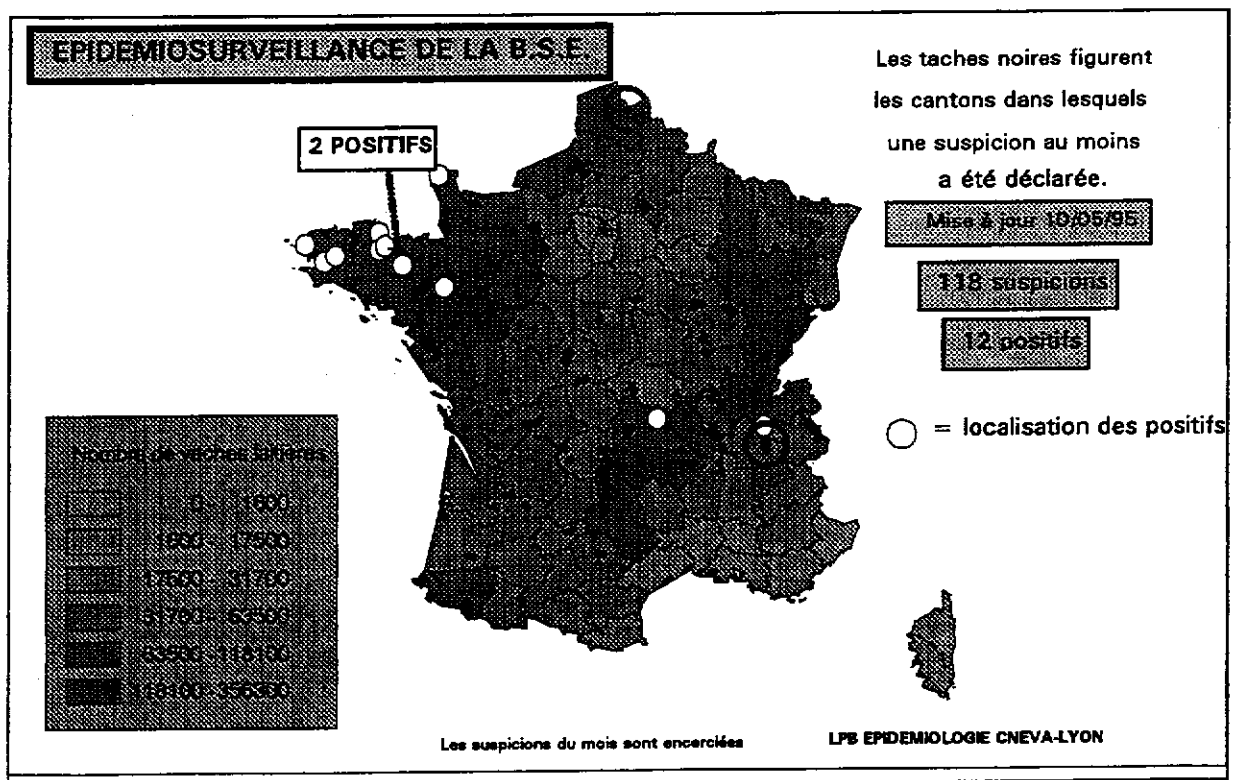 EPIDEMIOSURVEILLANCE DE LA B.S.E.
2 POSITIFS
Les taches noires figurent
les cantons dans lesquels
une suspicion au moins
a été déclarée.
Mise à jour 10/05/95
118 suspicions
12 positifs
= localisation des positifs
Nombre de vaches laitières
0 - 1600
1600 - 17600
17600 - 31700
31700 - 63500
63500 - 118100
118100 - 356300
Les suspicions du mois sont encerclées
LPB EPIDEMIOLOGIE CNEVA-LYON